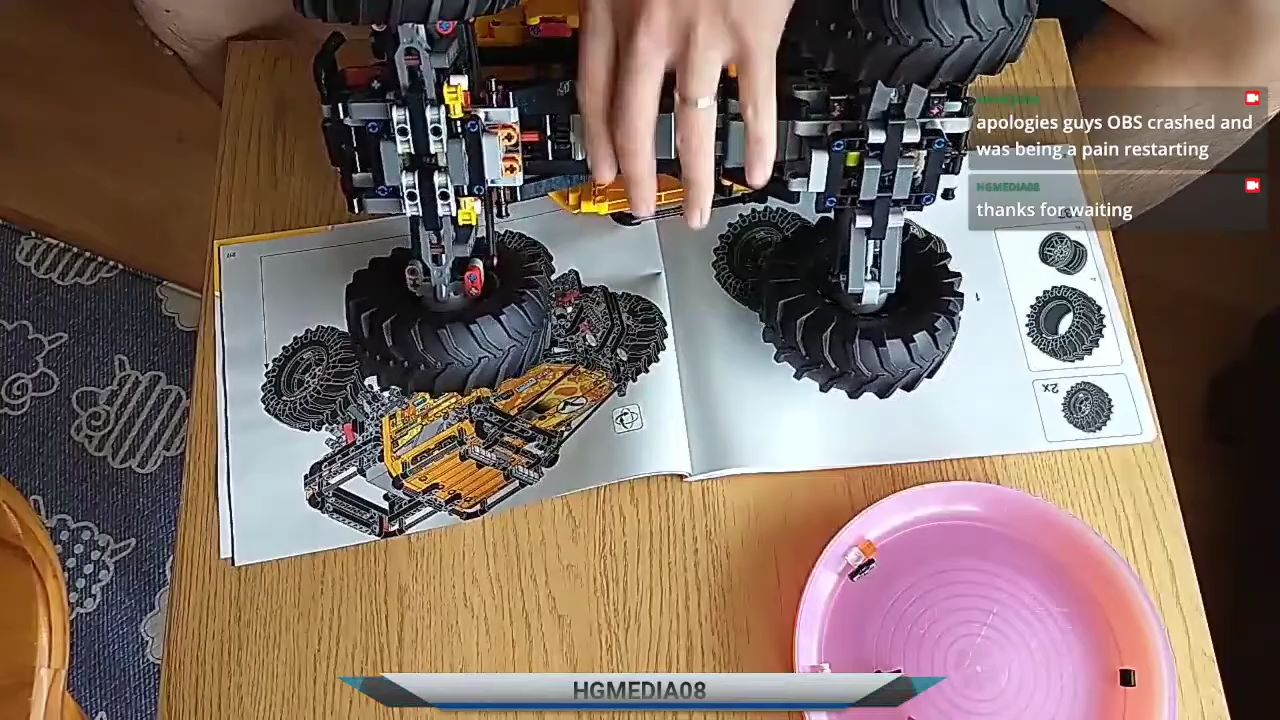 apologies guys OBS crashed and
was being a pain restarting
HGMEDIA08
thanks for waiting
2x
HGMEDIA08